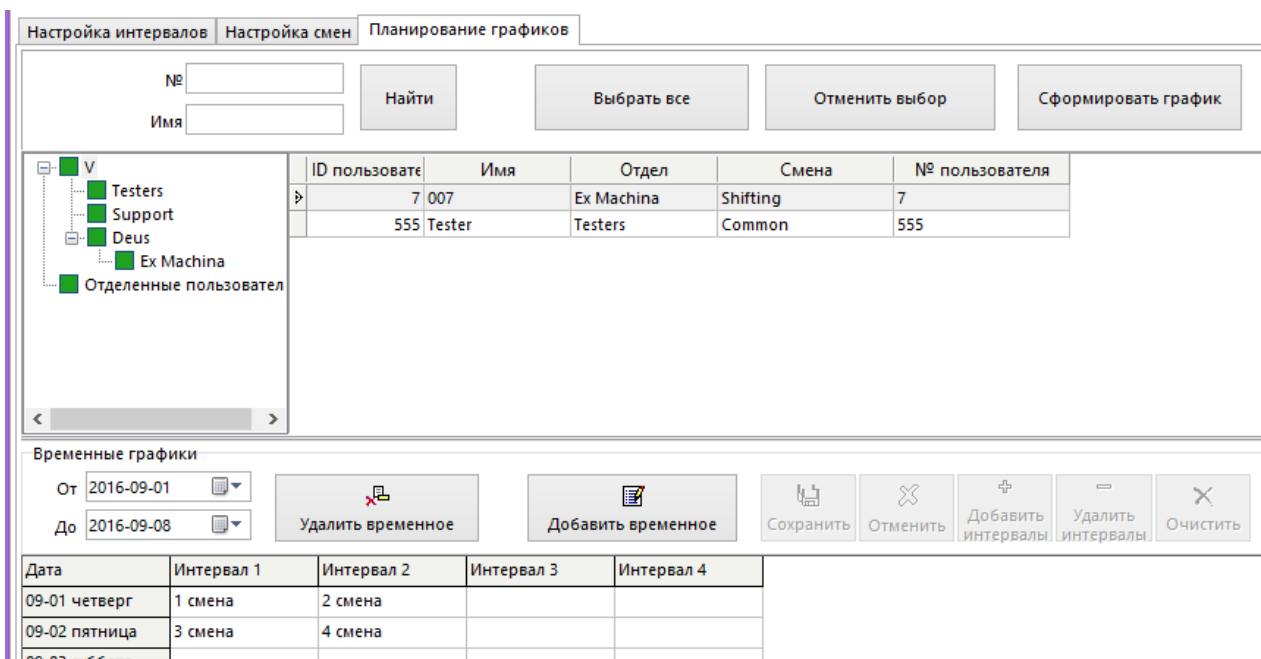 Настройка интервалов Настройка смен Планирование графиков
№
Найти Выбрать все Отменить выбор Сформировать график
Имя
V
Testers
Support
Deus
Ex Machina
Отделенные пользовател
ID пользовате Имя Отдел Смена № пользователя
7 007 Ex Machina Shifting 7
555 Tester Testers Common 555
Временные графики
От 2016-09-01
До 2016-09-08
Удалить временное Добавить временное Сохранить Отменить Добавить интервалы Удалить интервалы Очистить
Дата Интервал 1 Интервал 2 Интервал 3 Интервал 4
09-01 четверг 1 смена 2 смена
09-02 пятница 3 смена 4 смена